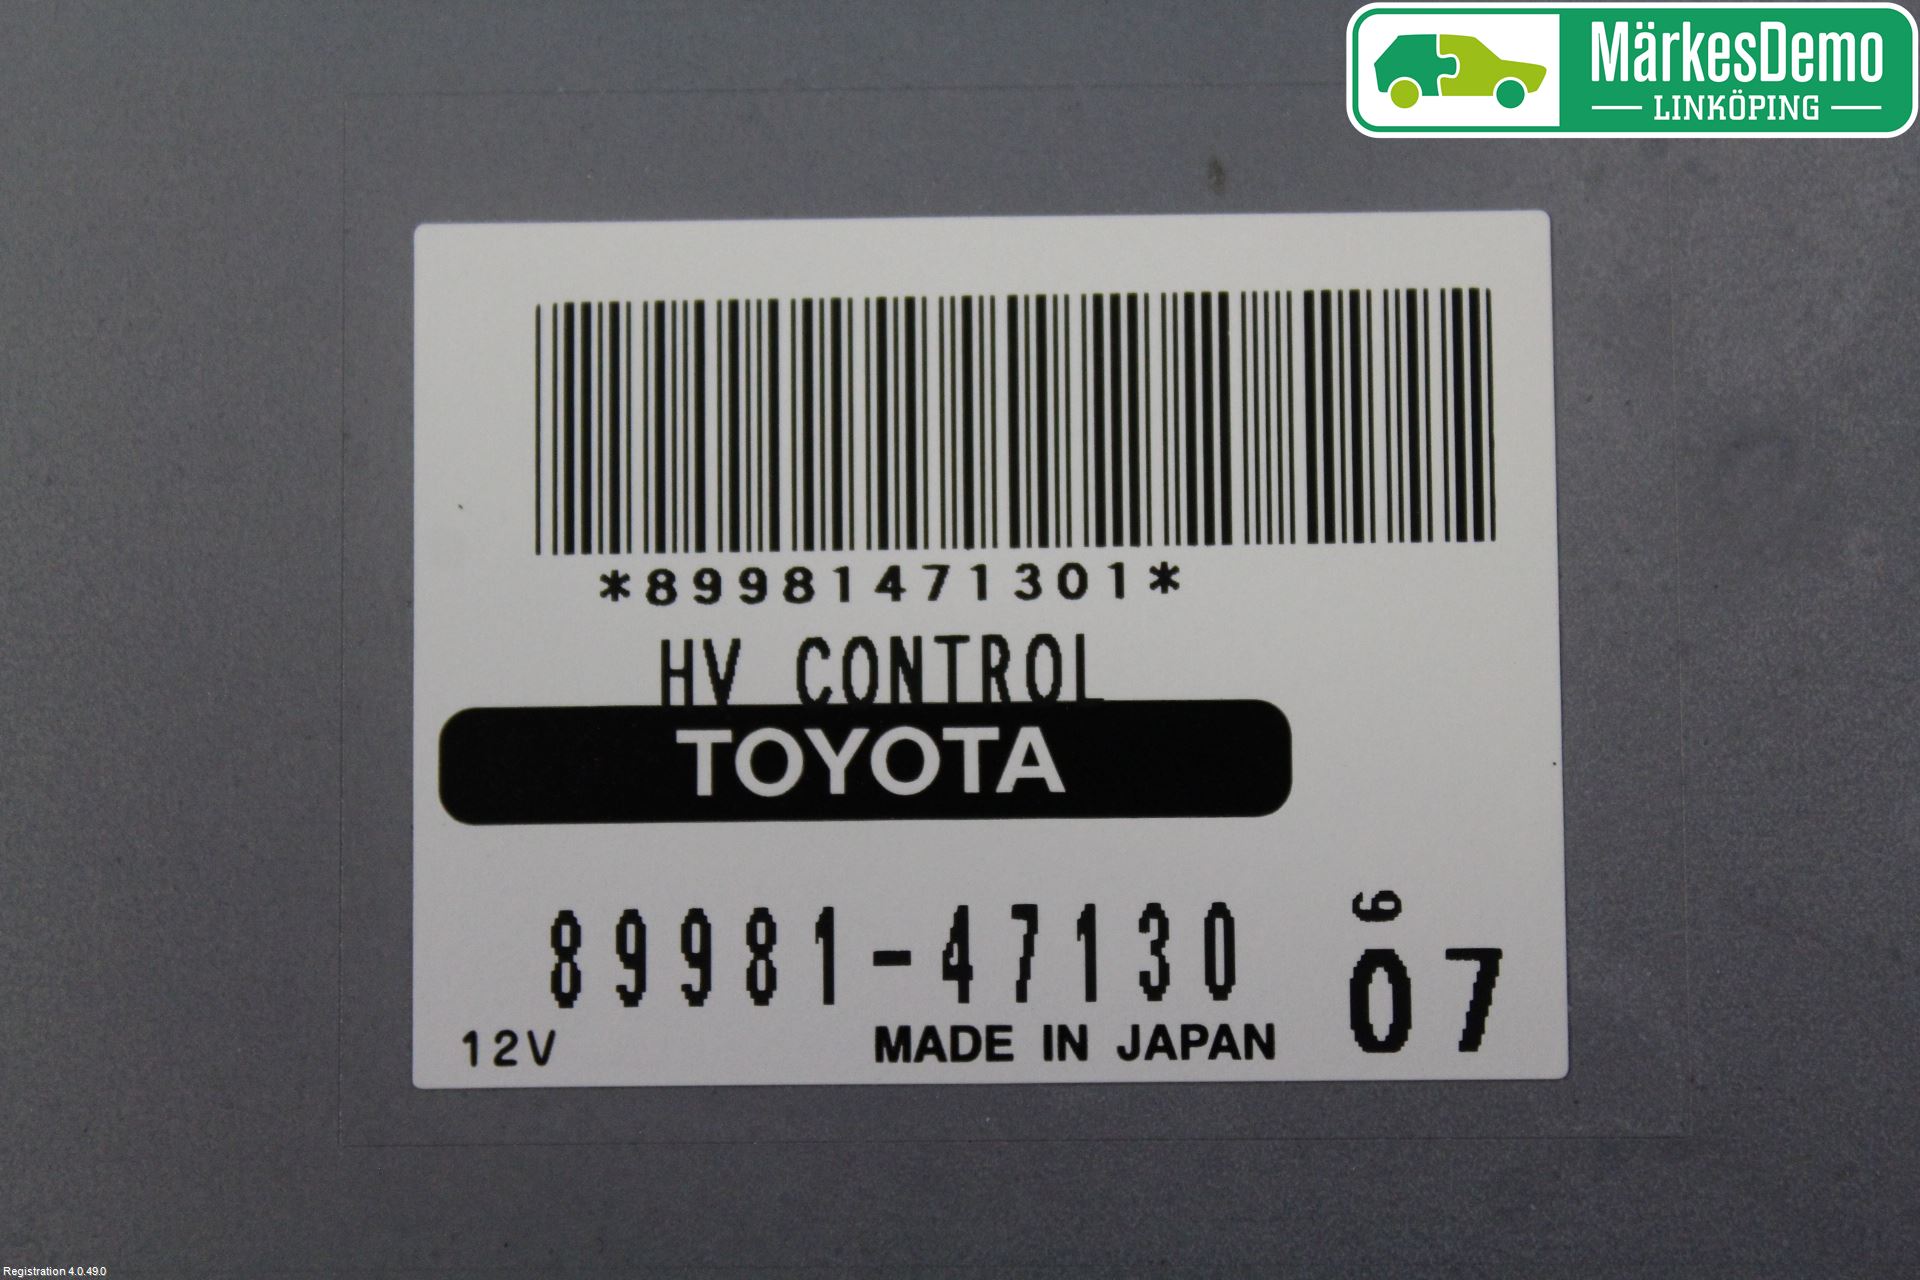 MärkesDemo
LINKÖPING
*89981471301*
HV CONTROL
TOYOTA
89981-47130
6
07
12V
MADE IN JAPAN
Registration 4.0.49.0